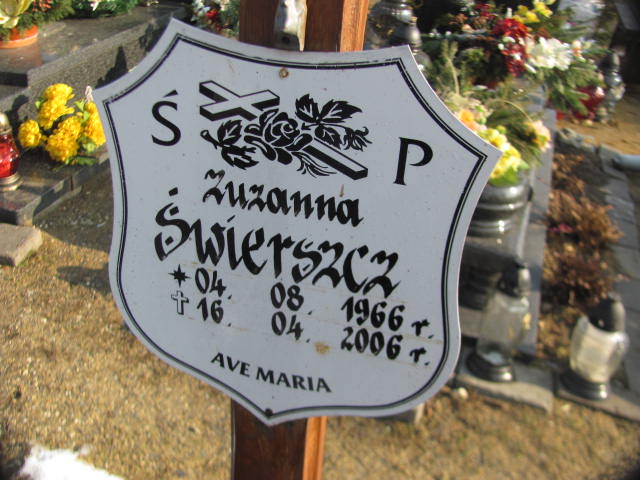 Ś P
Zuzanna
Świerszcz
* 04. 08. 1966 r.
† 16. 04. 2006 r.
AVE MARIA